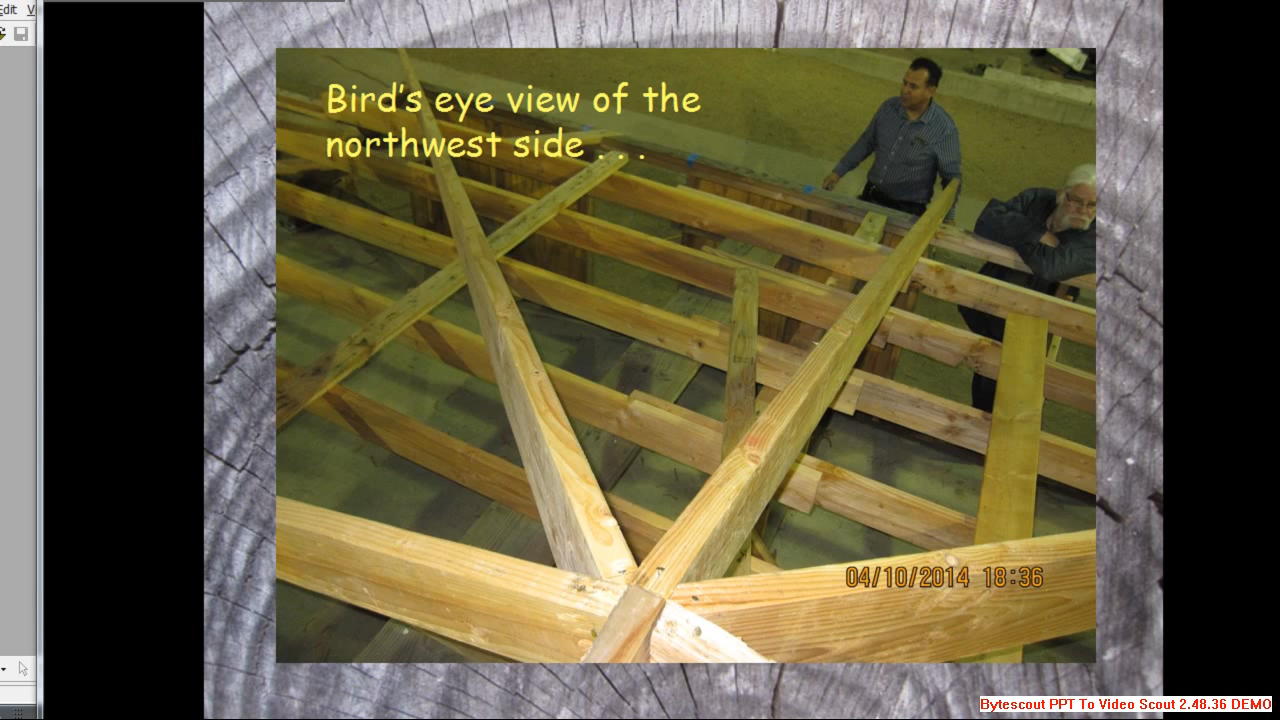 Edit V
Bird's eye view of the
northwest side . . .
04/10/2014 18:36
Bytescout PPT To Video Scout 2.48.36 DEMO